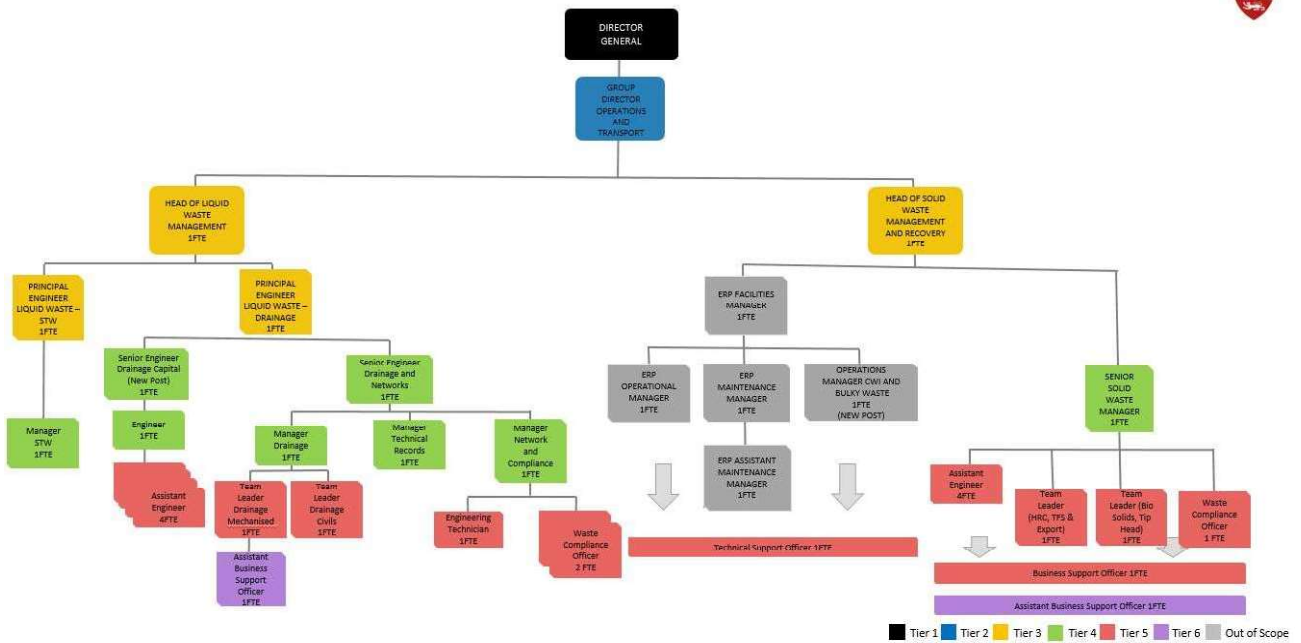 DIRECTOR
GENERAL
GROUP
DIRECTOR
OPERATIONS
AND
TRANSPORT
HEAD OF LIQUID
WASTE
MANAGEMENT
1FTE
HEAD OF SOLID
WASTE
MANAGEMENT
AND RECOVERY
1FTE
PRINCIPAL
ENGINEER
LIQUID WASTE –
STW
1FTE
PRINCIPAL
ENGINEER
LIQUID WASTE –
DRAINAGE
1FTE
ERP FACILITIES
MANAGER
1FTE
Senior Engineer
Drainage Capital
(New Post)
1FTE
Senior Engineer
Drainage and
Networks
1FTE
ERP
OPERATIONAL
MANAGER
1FTE
ERP
MAINTENANCE
MANAGER
1FTE
OPERATIONS
MANAGER CWI AND
BULKY WASTE
1FTE
(NEW POST)
SENIOR
SOLID
WASTE
MANAGER
1FTE
Manager
STW
1FTE
Engineer
1FTE
Manager
Drainage
1FTE
Manager
Technical
Records
1FTE
Manager
Network
and
Compliance
1FTE
ERP ASSISTANT
MAINTENANCE
MANAGER
1FTE
Assistant
Engineer
4FTE
Team
Leader
Drainage
Mechanised
1FTE
Team
Leader
Drainage
Civils
1FTE
Engineering
Technician
1FTE
Waste
Compliance
Officer
2 FTE
Assistant
Engineer
4FTE
Team
Leader
(HRC, TFS &
Export)
1FTE
Team
Leader (Bio
Solids, Tip
Head)
1FTE
Waste
Compliance
Officer
1 FTE
Assistant
Business
Support
Officer
1FTE
Technical Support Officer 1FTE
Business Support Officer 1FTE
Assistant Business Support Officer 1FTE
Tier 1 Tier 2 Tier 3 Tier 4 Tier 5 Tier 6 Out of Scope